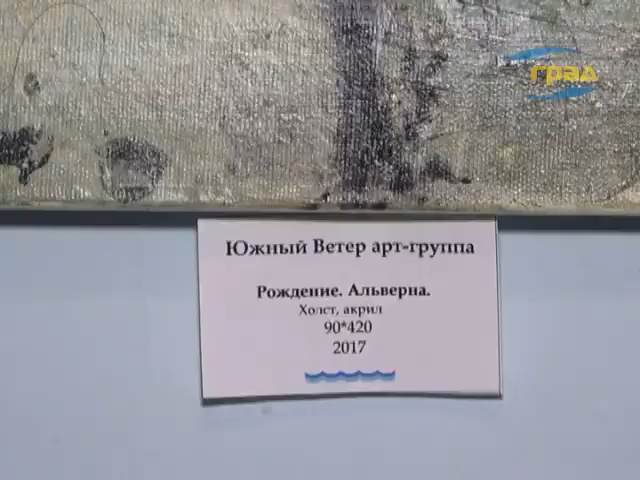 град
Южный Ветер арт-группа
Рождение. Альверна.
Холст, акрил
90*420
2017